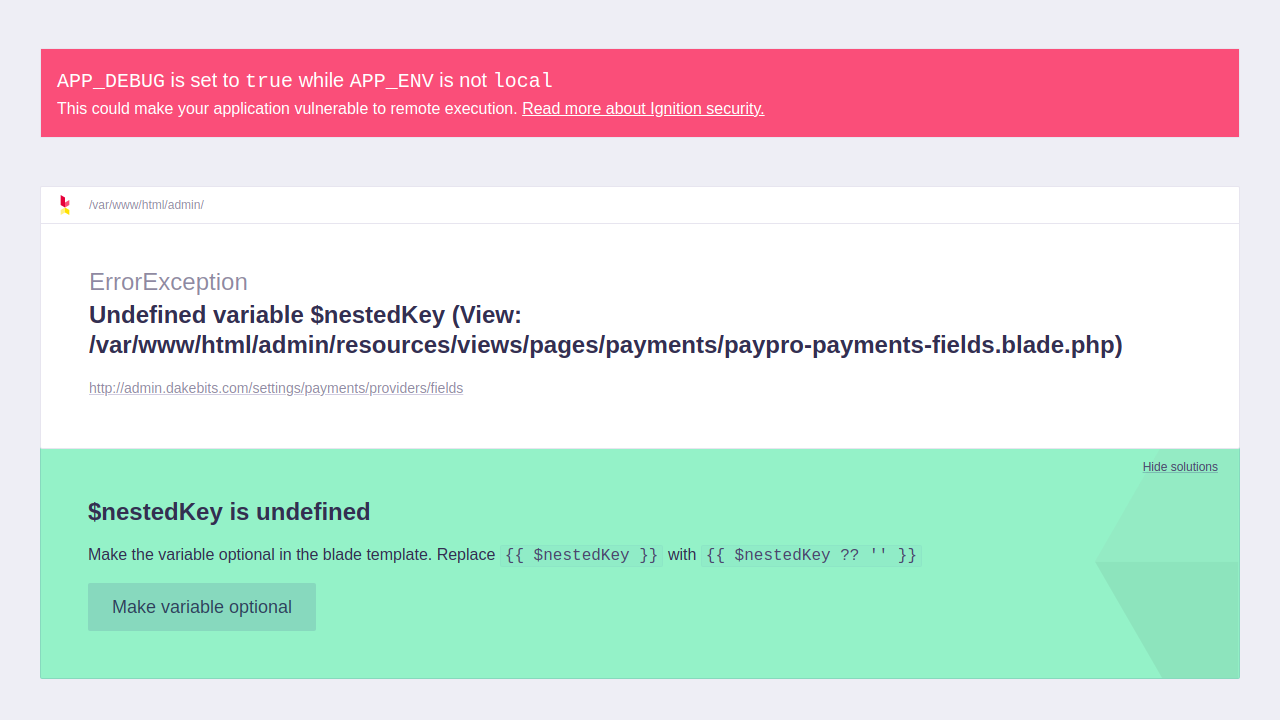 APP_DEBUG is set to true while APP_ENV is not local
This could make your application vulnerable to remote execution. Read more about Ignition security.
/var/www/html/admin/
ErrorException
Undefined variable $nestedKey (View:
/var/www/html/admin/resources/views/pages/payments/paypro-payments-fields.blade.php)
http://admin.dakebits.com/settings/payments/providers/fields
Hide solutions
$nestedKey is undefined
Make the variable optional in the blade template. Replace {{ $nestedKey }} with {{ $nestedKey ?? '' }}
Make variable optional